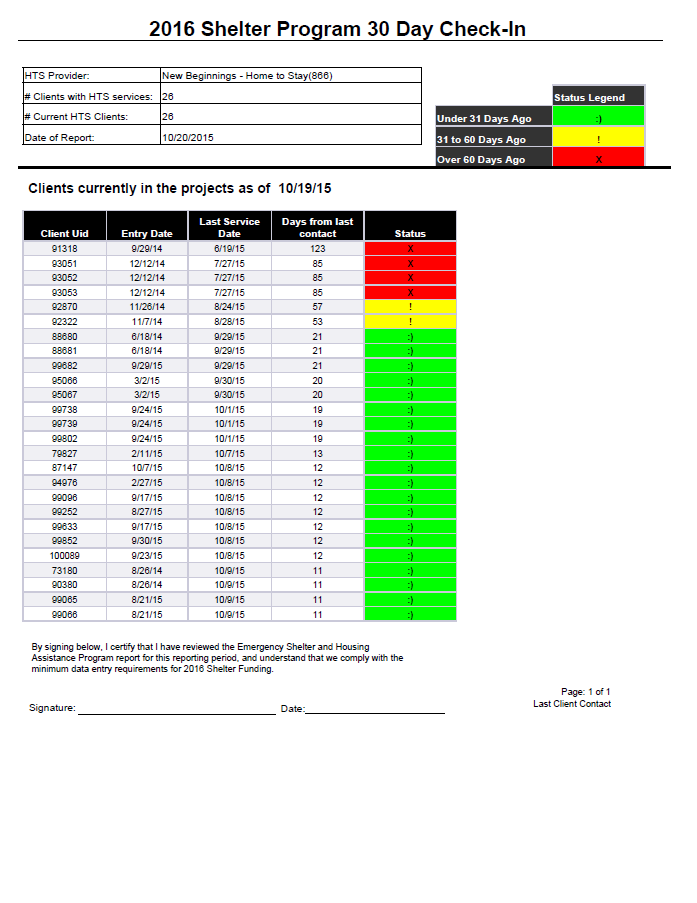 2016 Shelter Program 30 Day Check-In
HTS Provider: New Beginnings - Home to Stay(866)
# Clients with HTS services: 26
# Current HTS Clients: 26
Date of Report: 10/20/2015
Status Legend
Under 31 Days Ago :)
31 to 60 Days Ago !
Over 60 Days Ago X
Clients currently in the projects as of 10/19/15
Client Uid Entry Date Last Service Date Days from last contact Status
91318 9/29/14 6/19/15 123 X
93051 12/12/14 7/27/15 85 X
93052 12/12/14 7/27/15 85 X
93053 12/12/14 7/27/15 85 X
92870 11/26/14 8/24/15 57 !
92322 11/7/14 8/28/15 53 !
88680 6/18/14 9/29/15 21 :)
88681 6/18/14 9/29/15 21 :)
99682 9/29/15 9/29/15 21 :)
95066 3/2/15 9/30/15 20 :)
95067 3/2/15 9/30/15 20 :)
99738 9/24/15 10/1/15 19 :)
99739 9/24/15 10/1/15 19 :)
99802 9/24/15 10/1/15 19 :)
79827 2/11/15 10/7/15 13 :)
87147 10/7/15 10/8/15 12 :)
94976 2/27/15 10/8/15 12 :)
99096 9/17/15 10/8/15 12 :)
99252 8/27/15 10/8/15 12 :)
99633 9/17/15 10/8/15 12 :)
99852 9/30/15 10/8/15 12 :)
100089 9/23/15 10/8/15 12 :)
73180 8/26/14 10/9/15 11 :)
90380 8/26/14 10/9/15 11 :)
99065 8/21/15 10/9/15 11 :)
99066 8/21/15 10/9/15 11 :)
By signing below, I certify that I have reviewed the Emergency Shelter and Housing
Assistance Program report for this reporting period, and understand that we comply with the
minimum data entry requirements for 2016 Shelter Funding.
Signature: Date:
Page: 1 of 1
Last Client Contact